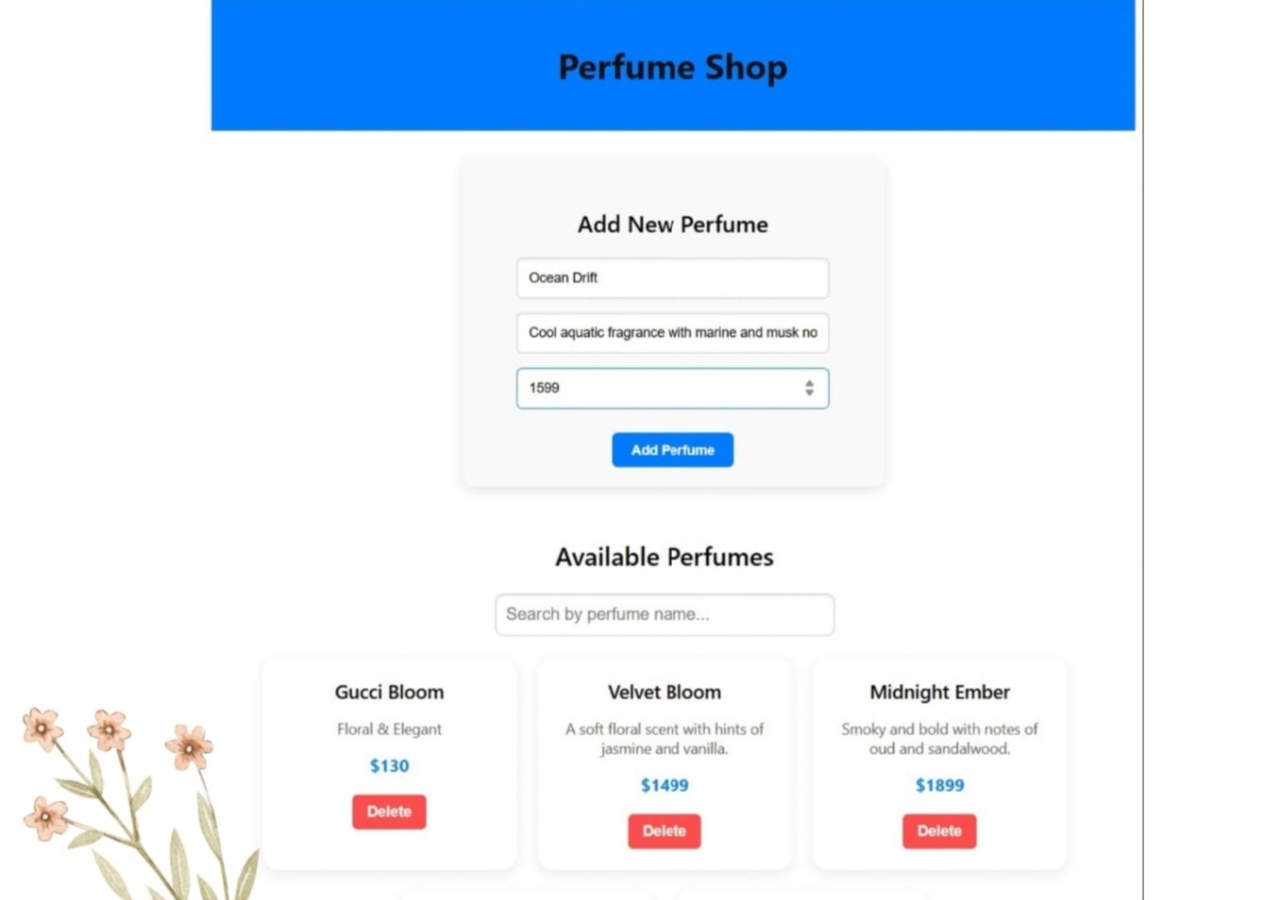 Perfume Shop
Add New Perfume
Ocean Drift
Cool aquatic fragrance with marine and musk no
1599
Add Perfume
Available Perfumes
Search by perfume name...
Gucci Bloom
Floral & Elegant
$130
Delete
Velvet Bloom
A soft floral scent with hints of
jasmine and vanilla.
$1499
Delete
Midnight Ember
Smoky and bold with notes of
oud and sandalwood.
$1899
Delete